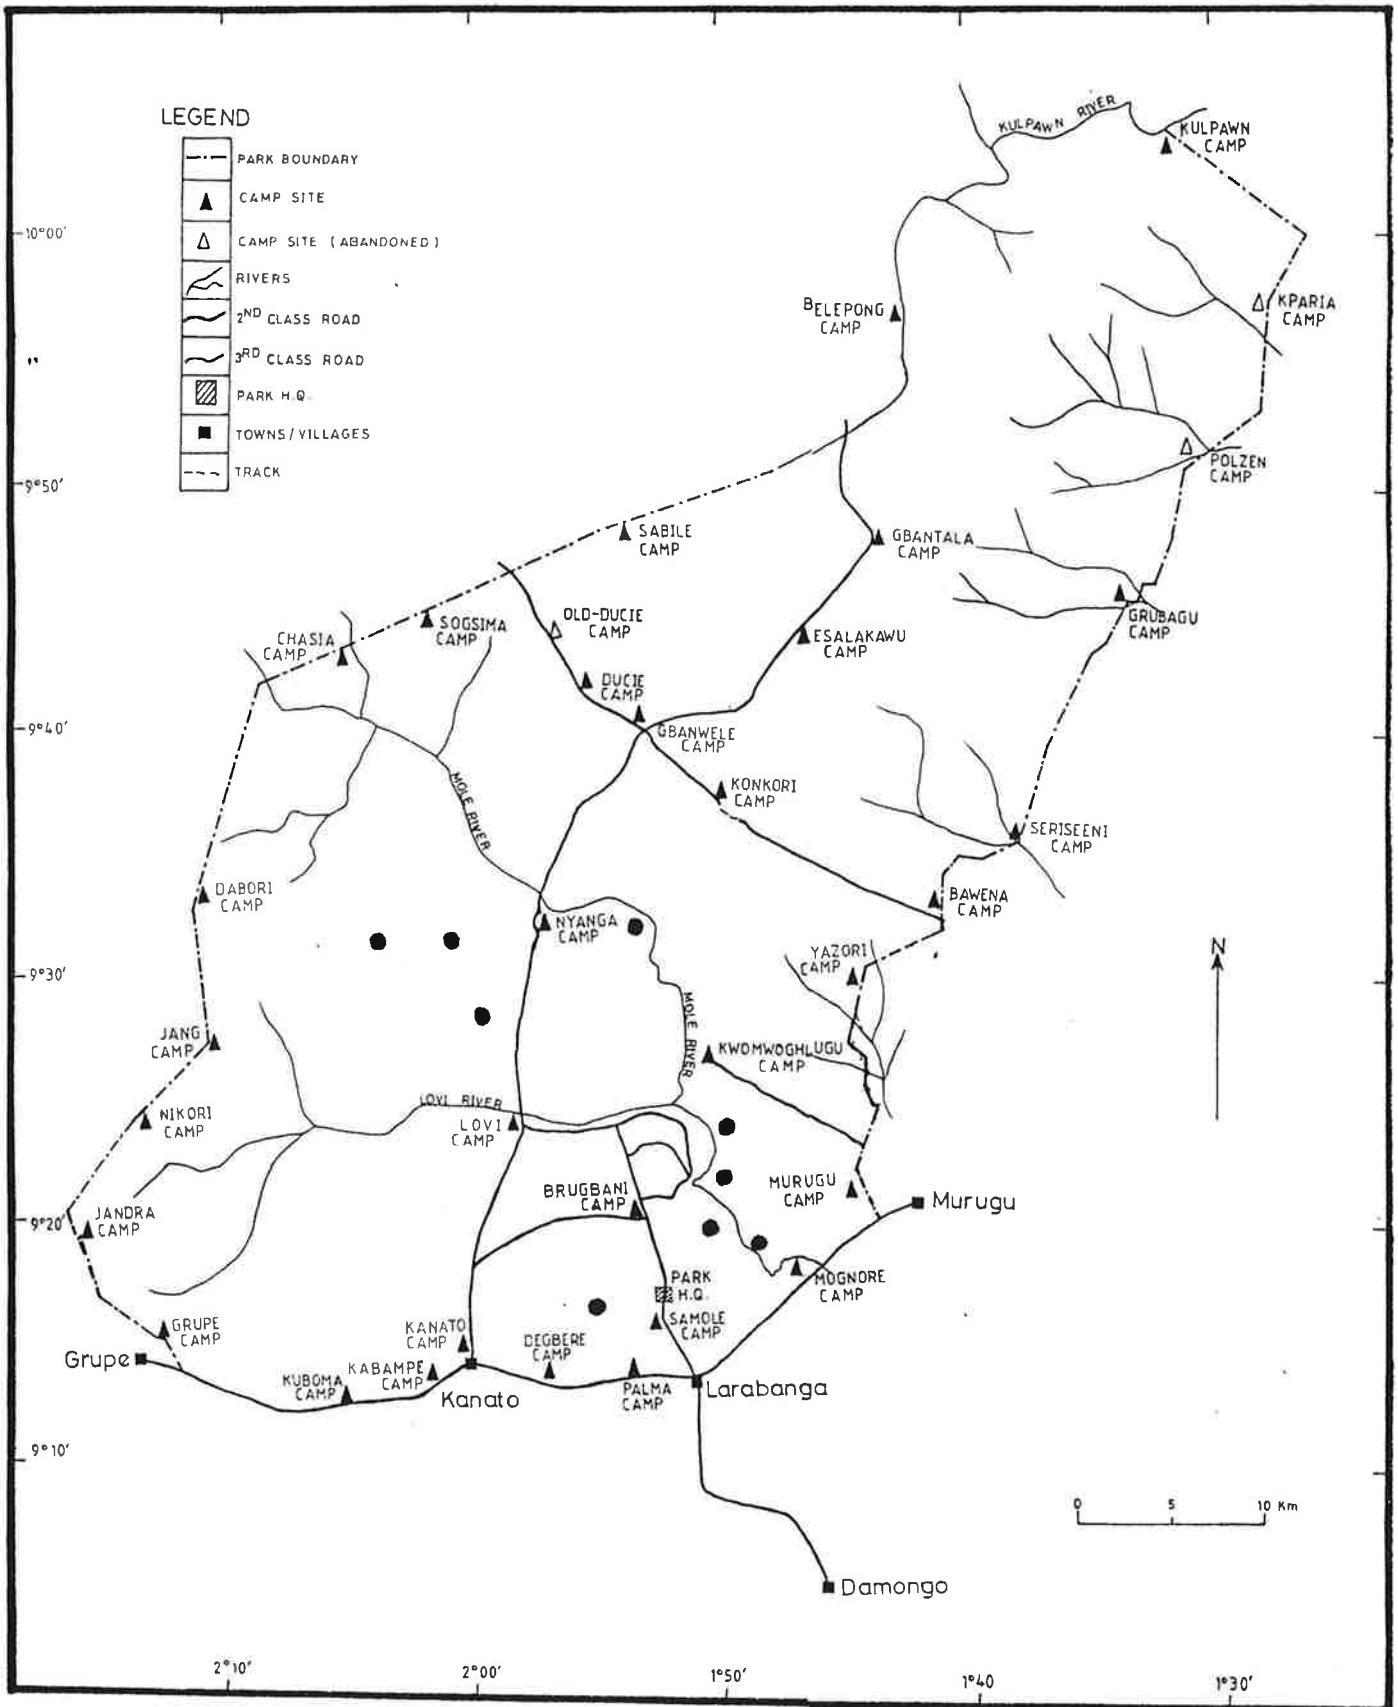 LEGEND
PARK BOUNDARY
CAMP SITE
CAMP SITE (ABANDONED)
RIVERS
2ND CLASS ROAD
3RD CLASS ROAD
PARK H.Q.
TOWNS/VILLAGES
TRACK
KULPAWN RIVER
KULPAWN
CAMP
10°00'
BELEPONG
CAMP
KPARIA
CAMP
POLZEN
CAMP
9°50'
SABILE
CAMP
GBANTALA
CAMP
GRUBAGU
CAMP
OLD-DUCIE
CAMP
SOGSIMA
CAMP
CHASIA
CAMP
ESALAKAWU
CAMP
DUCIE
CAMP
9°40'
GBANWELE
CAMP
MOLE RIVER
KONKORI
CAMP
SERISEENI
CAMP
DABORI
CAMP
BAWENA
CAMP
NYANGA
CAMP
YAZORI
CAMP
N
9°30'
MOLE RIVER
JANG
CAMP
KWOMWOGHLUGU
CAMP
LOVI RIVER
NIKORI
CAMP
LOVI
CAMP
BRUGBANI
CAMP
MURUGU
CAMP
Murugu
9°20'
JANDRA
CAMP
PARK
H.Q.
MOGNORE
CAMP
SAMOLE
CAMP
GRUPE
CAMP
KANATO
CAMP
DEGBERE
CAMP
Grupe
KUBOMA
CAMP
KABAMPE
CAMP
Kanato
PALMA
CAMP
Larabanga
9°10'
0 5 10 Km
Damongo
2°10' 2°00' 1°50' 1°40' 1°30'